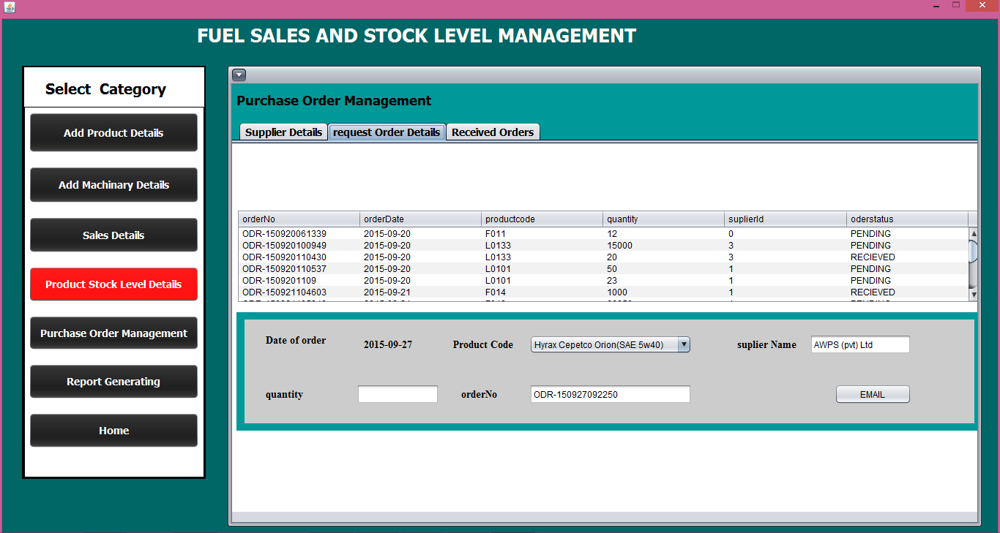 FUEL SALES AND STOCK LEVEL MANAGEMENT
Select Category
Add Product Details
Add Machinary Details
Sales Details
Product Stock Level Details
Purchase Order Management
Report Generating
Home
Purchase Order Management
Supplier Details request Order Details Received Orders
orderNo orderDate productcode quantity suplierId oderstatus
ODR-150920061339 2015-09-20 F011 12 0 PENDING
ODR-150920100949 2015-09-20 L0133 15000 3 PENDING
ODR-150920110430 2015-09-20 L0133 20 3 RECIEVED
ODR-150920110537 2015-09-20 L0101 50 1 PENDING
ODR-1509201109 2015-09-20 L0101 23 1 PENDING
ODR-150921104603 2015-09-21 F014 1000 1 RECIEVED
Date of order 2015-09-27 Product Code Hyrax Cepetco Orion(SAE 5w40) suplier Name AWPS (pvt) Ltd
quantity orderNo ODR-150927092250 EMAIL